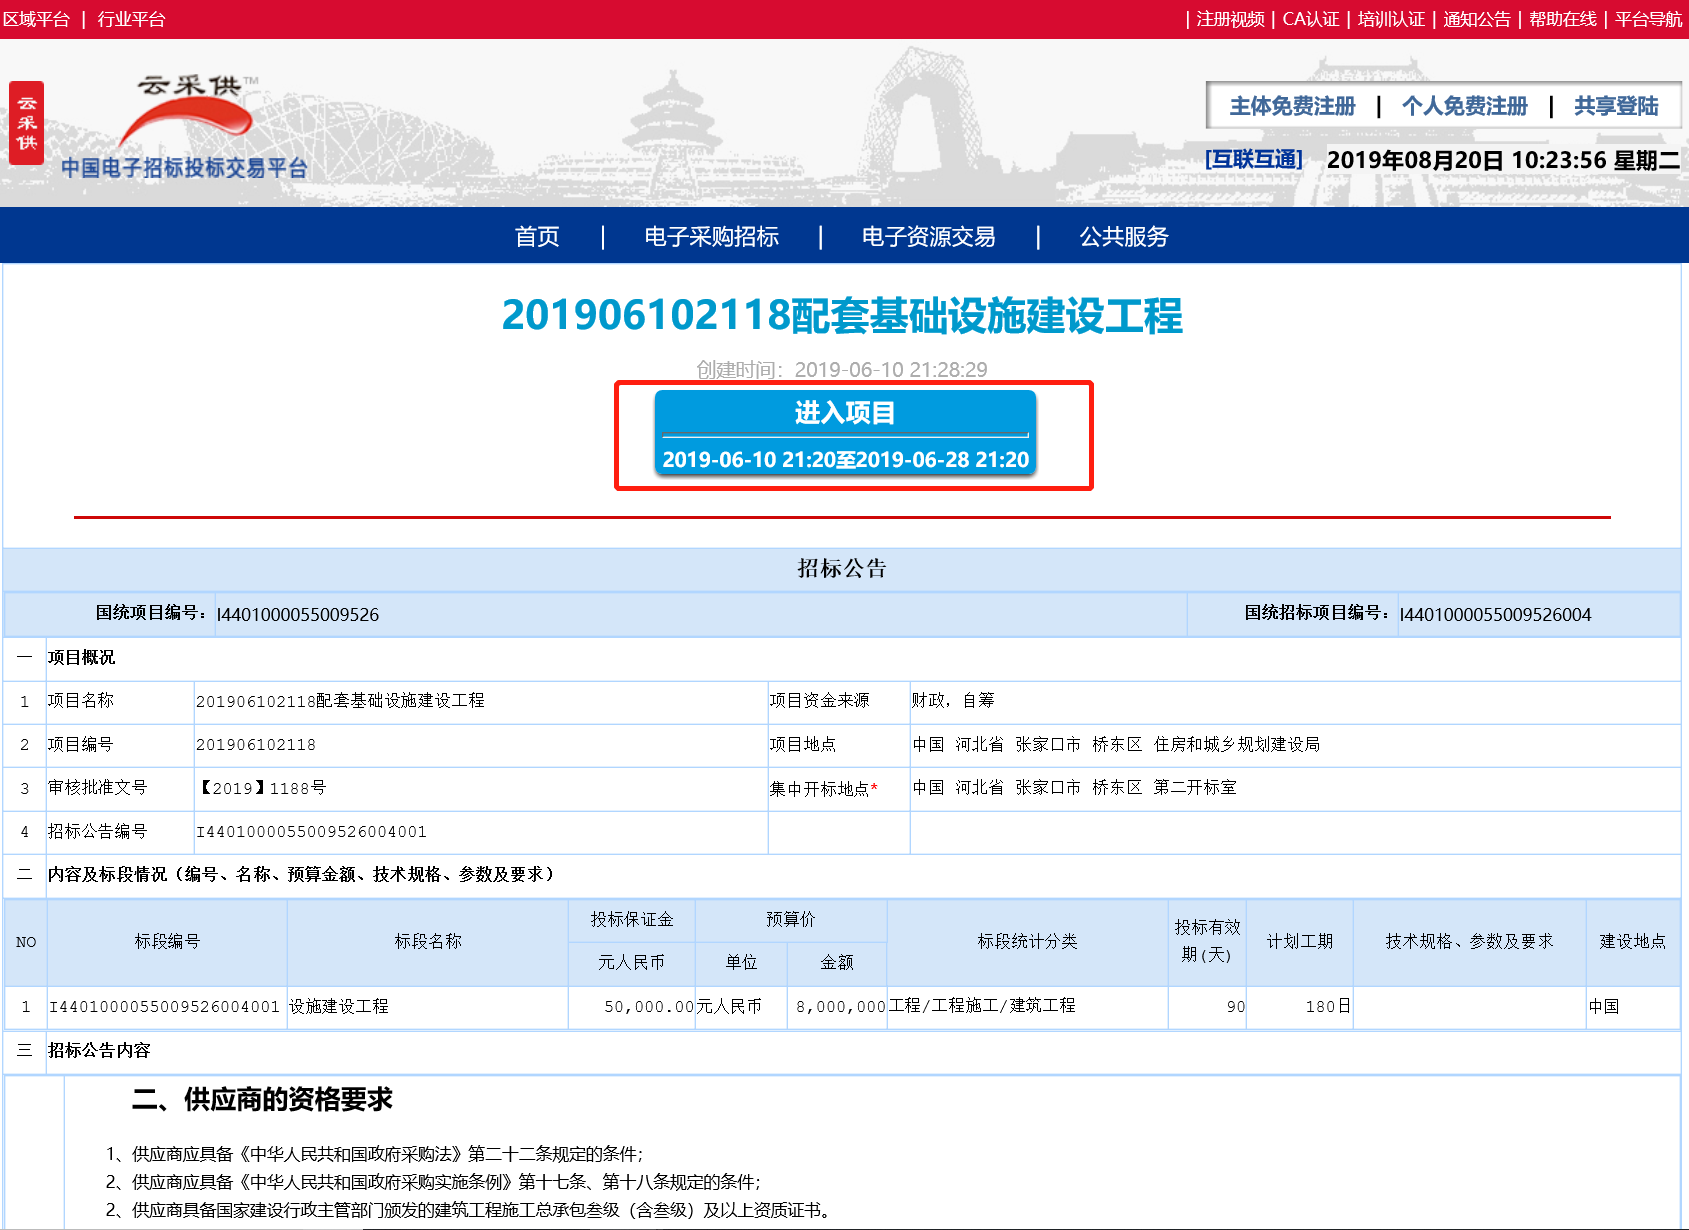 区域平台 | 行业平台
| 注册视频 | CA认证 | 培训认证 | 通知公告 | 帮助在线 | 平台导航
云采供
云采供™
中国电子招标投标交易平台
主体免费注册 | 个人免费注册 | 共享登陆
[互联互通] 2019年08月20日 10:23:56 星期二
首页 | 电子采购招标 | 电子资源交易 | 公共服务
201906102118配套基础设施建设工程
创建时间：2019-06-10 21:28:29
进入项目
2019-06-10 21:20至2019-06-28 21:20
招标公告
国统项目编号： I4401000055009526 国统招标项目编号： I4401000055009526004
一 项目概况
1 项目名称 201906102118配套基础设施建设工程 项目资金来源 财政，自筹
2 项目编号 201906102118 项目地点 中国 河北省 张家口市 桥东区 住房和城乡规划建设局
3 审核批准文号 【2019】1188号 集中开标地点* 中国 河北省 张家口市 桥东区 第二开标室
4 招标公告编号 I4401000055009526004001
二 内容及标段情况（编号、名称、预算金额、技术规格、参数及要求）
NO 标段编号 标段名称 投标保证金 预算价 标段统计分类 投标有效期(天) 计划工期 技术规格、参数及要求 建设地点
元人民币 单位 金额
1 I4401000055009526004001 设施建设工程 50,000.00 元人民币 8,000,000 工程/工程施工/建筑工程 90 180日 中国
三 招标公告内容
二、供应商的资格要求
1、供应商应具备《中华人民共和国政府采购法》第二十二条规定的条件；
2、供应商应具备《中华人民共和国政府采购实施条例》第十七条、第十八条规定的条件；
2、供应商具备国家建设行政主管部门颁发的建筑工程施工总承包叁级（含叁级）及以上资质证书。